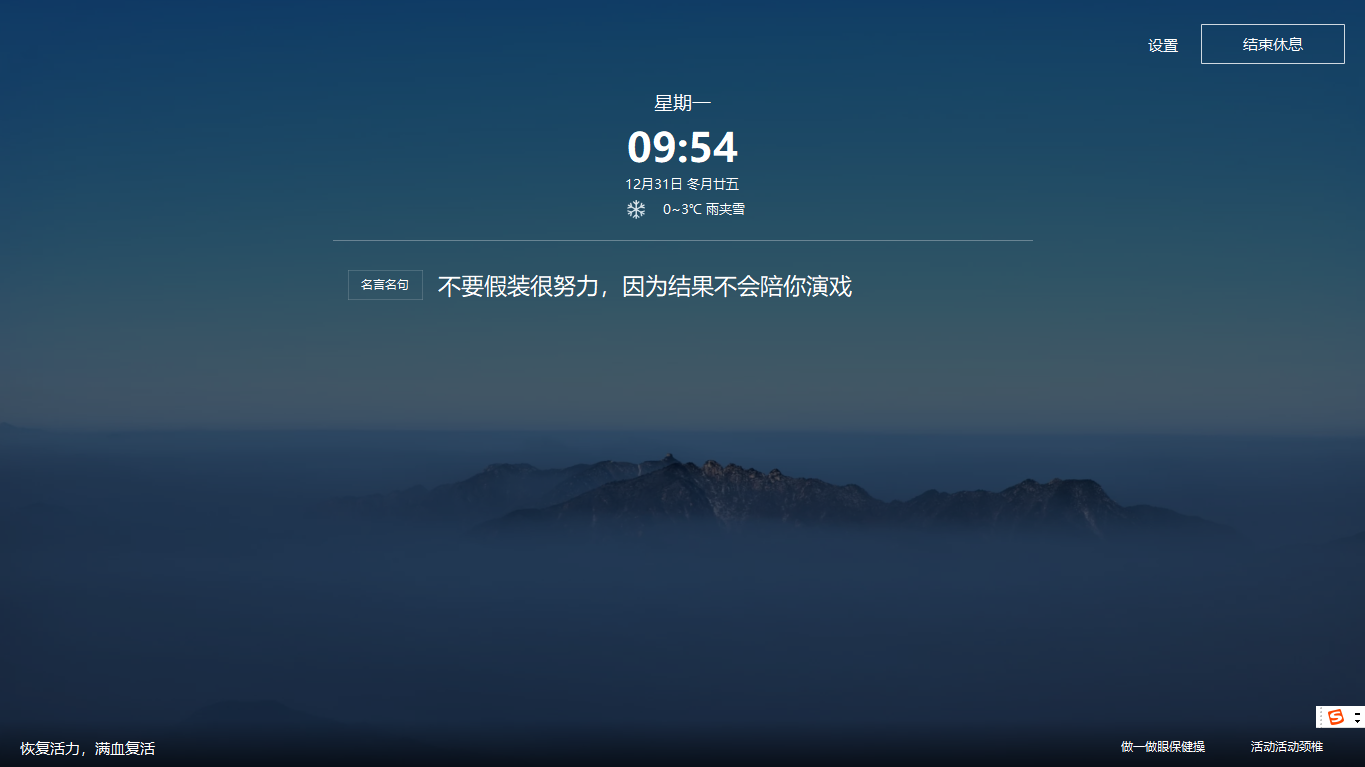 设置
结束休息
星期一
09:54
12月31日 冬月廿五
0~3℃ 雨夹雪
名言名句
不要假装很努力，因为结果不会陪你演戏
恢复活力，满血复活
做一做眼保健操
活动活动颈椎